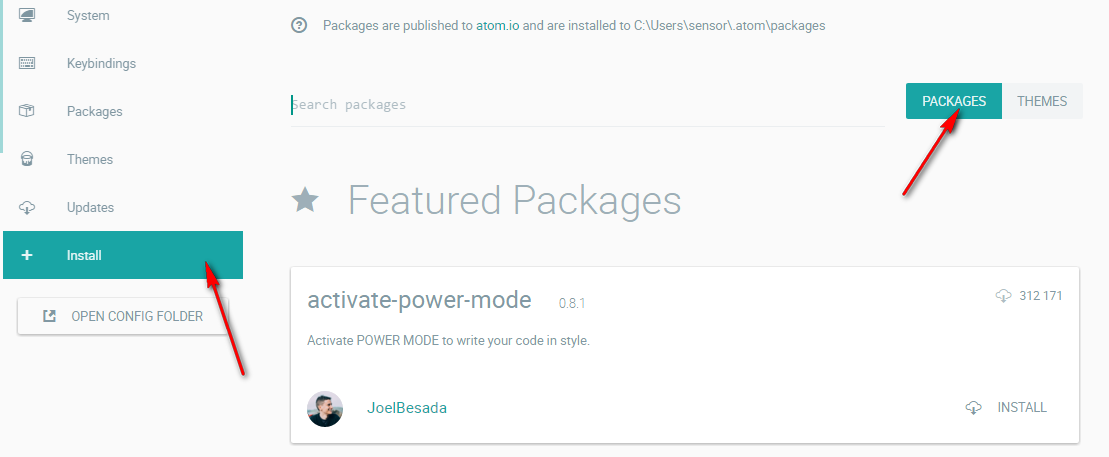 System
Keybindings
Packages
Themes
Updates
Install
OPEN CONFIG FOLDER
Packages are published to atom.io and are installed to C:\Users\sensor\.atom\packages
Search packages
PACKAGES
THEMES
Featured Packages
activate-power-mode 0.8.1
312 171
Activate POWER MODE to write your code in style.
JoelBesada
INSTALL